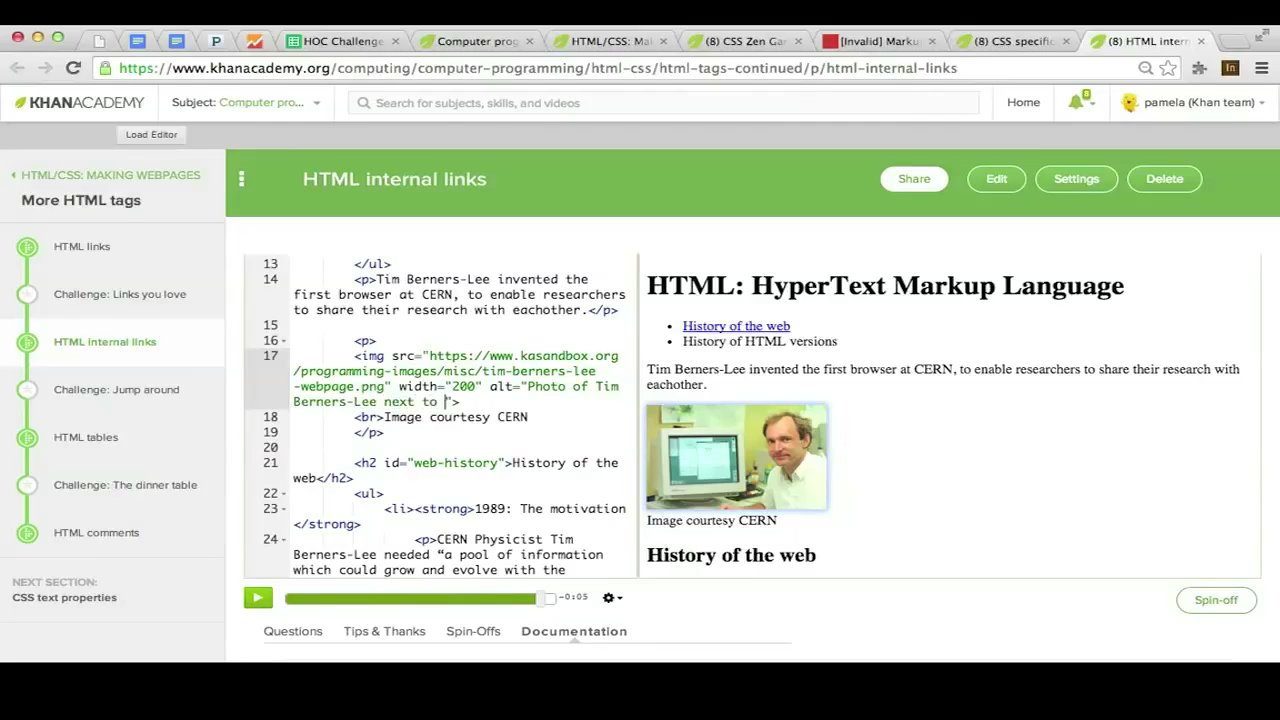 HOC Challenge
Computer prog
HTML/CSS: Ma
(8) CSS Zen Gar
[Invalid] Marku
(8) CSS specific
(8) HTML intern
https://www.khanacademy.org/computing/computer-programming/html-css/html-tags-continued/p/html-internal-links
KHANACADEMY
Subject: Computer pro...
Search for subjects, skills, and videos
Home
8
pamela (Khan team)
Load Editor
HTML/CSS: MAKING WEBPAGES
More HTML tags
HTML links
Challenge: Links you love
HTML internal links
Challenge: Jump around
HTML tables
Challenge: The dinner table
HTML comments
NEXT SECTION:
CSS text properties
HTML internal links
Share
Edit
Settings
Delete
13 </ul>
14 <p>Tim Berners-Lee invented the
first browser at CERN, to enable researchers
to share their research with eachother.</p>
15
16 <p>
17 <img src="https://www.kasandbox.org
/programming-images/misc/tim-berners-lee
-webpage.png" width="200" alt="Photo of Tim
Berners-Lee next to ">
18 <br>Image courtesy CERN
19 </p>
20
21 <h2 id="web-history">History of the
web</h2>
22 <ul>
23 <li><strong>1989: The motivation
</strong>
24 <p>CERN Physicist Tim
Berners-Lee needed “a pool of information
which could grow and evolve with the
HTML: HyperText Markup Language
• History of the web
• History of HTML versions
Tim Berners-Lee invented the first browser at CERN, to enable researchers to share their research with
eachother.
Image courtesy CERN
History of the web
-0:05
Spin-off
Questions
Tips & Thanks
Spin-Offs
Documentation